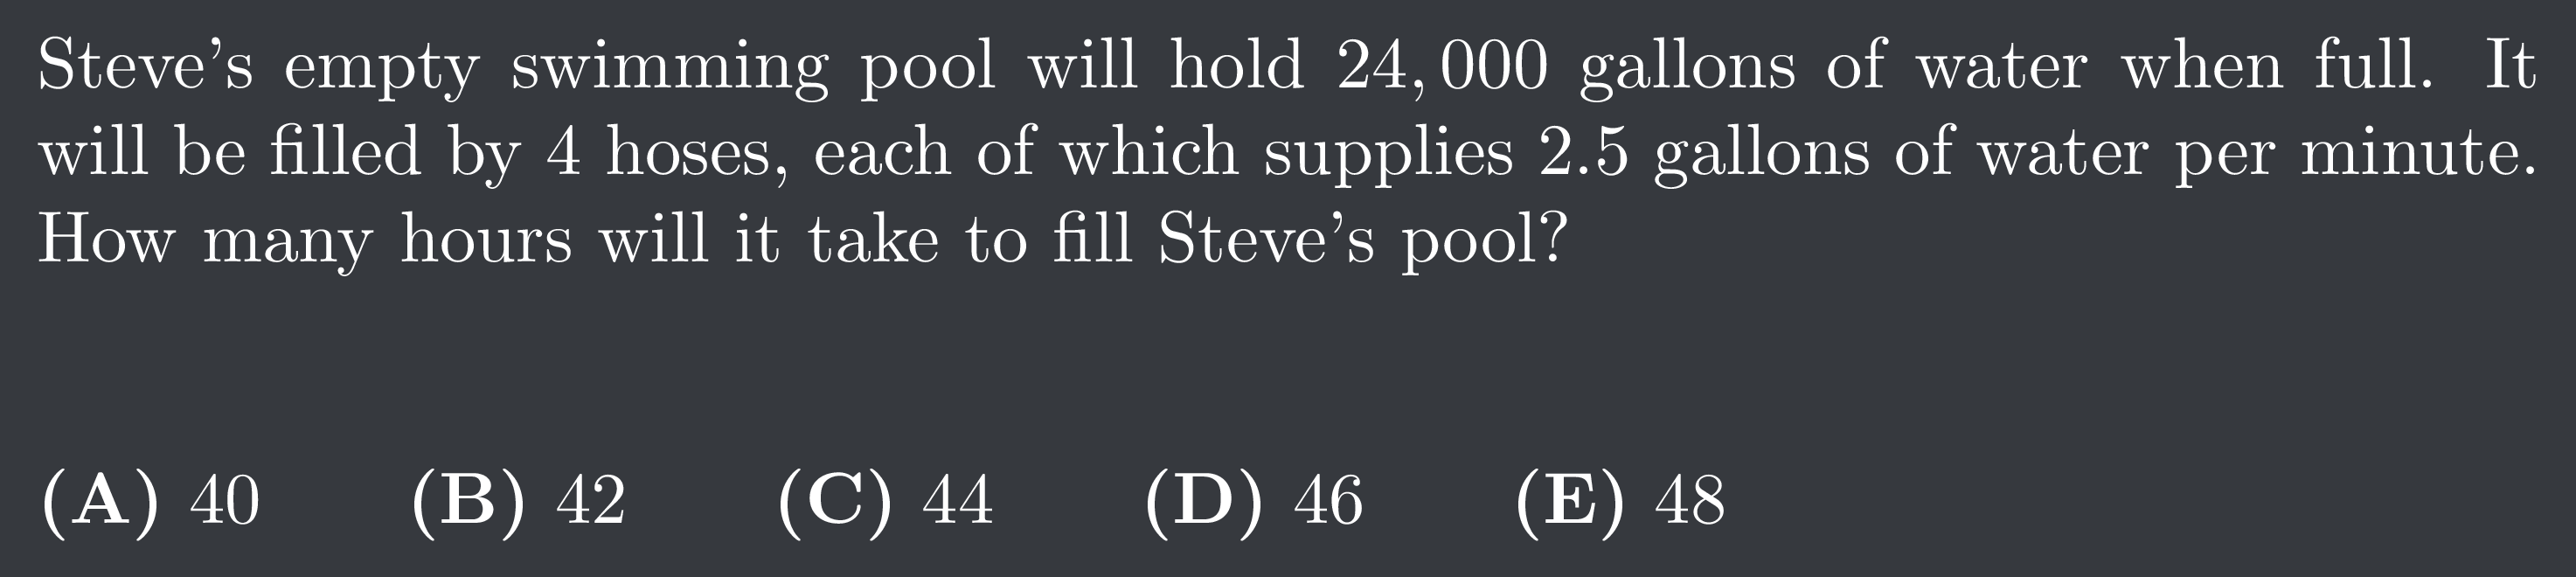 Steve's empty swimming pool will hold 24,000 gallons of water when full. It
will be filled by 4 hoses, each of which supplies 2.5 gallons of water per minute.
How many hours will it take to fill Steve's pool?
(A) 40 (B) 42 (C) 44 (D) 46 (E) 48